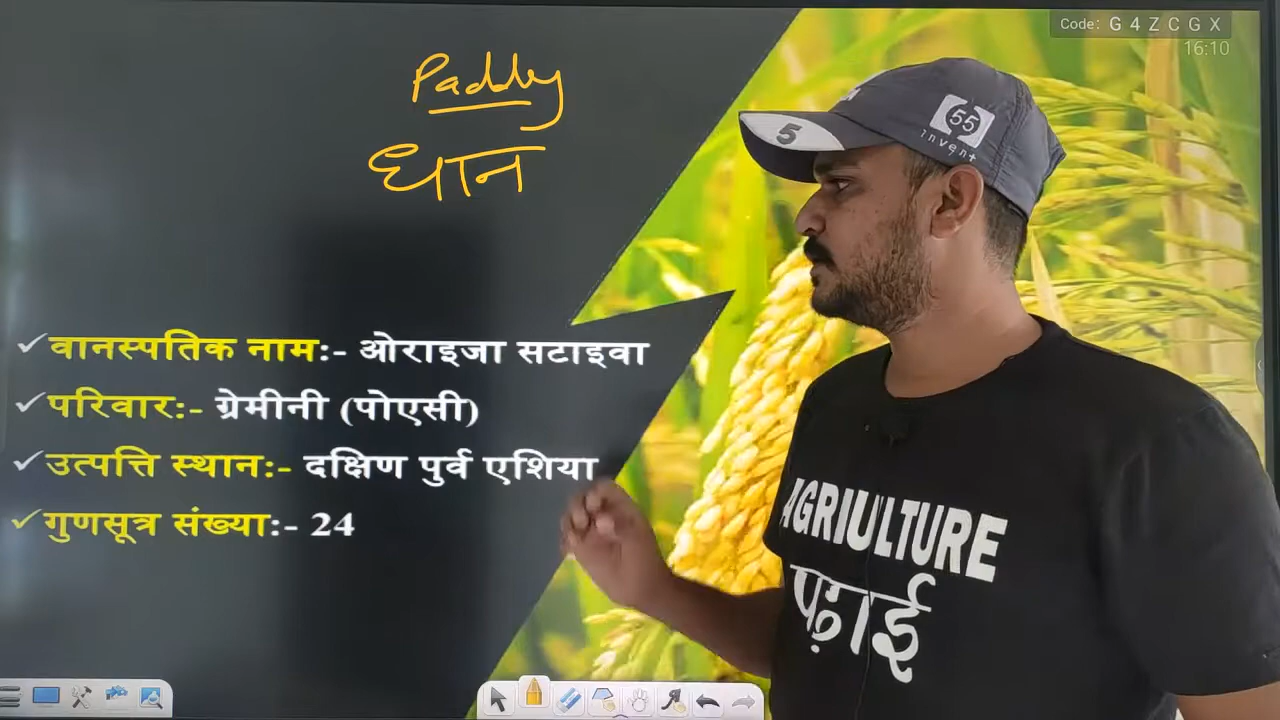 Code: G4ZCGX
16:10
Paddy
धान
✓वानस्पतिक नाम:- ओराइजा सटाइवा
✓परिवार:- ग्रेमीनी (पोएसी)
✓उत्पत्ति स्थान:- दक्षिण पुर्व एशिया
✓गुणसूत्र संख्या:- 24
5
55
invent
AGRIULTURE
पढ़ाई